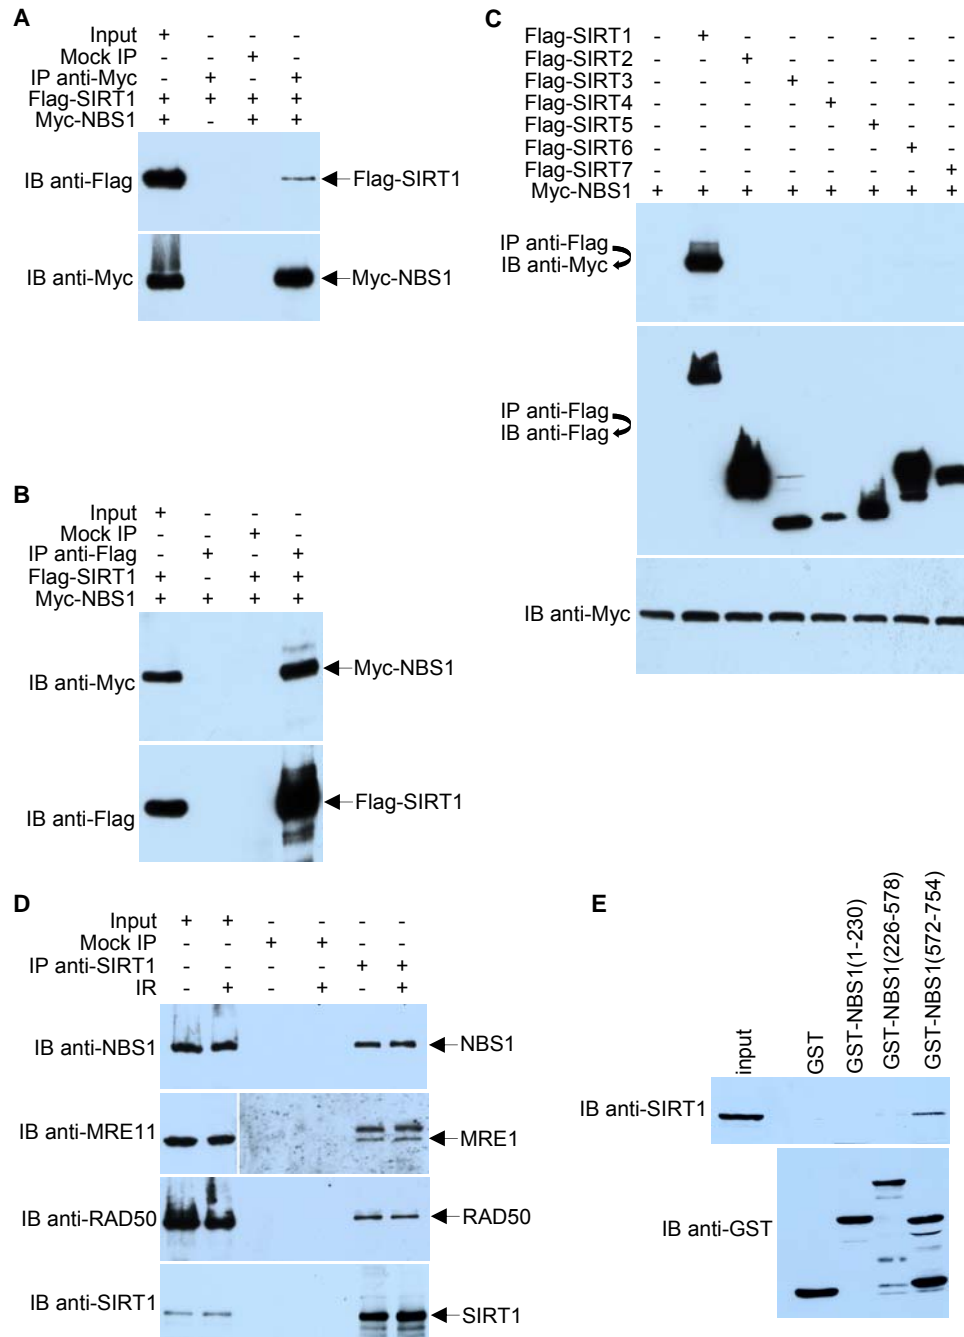 A
Input + - - -
Mock IP - - + -
IP anti-Myc - + - +
Flag-SIRT1 + + + +
Myc-NBS1 + - + +
IB anti-Flag
Flag-SIRT1
IB anti-Myc
Myc-NBS1
B
Input + - - -
Mock IP - - + -
IP anti-Flag - + - +
Flag-SIRT1 + - + +
Myc-NBS1 + + + +
IB anti-Myc
Myc-NBS1
IB anti-Flag
Flag-SIRT1
C
Flag-SIRT1 - + - - - - - -
Flag-SIRT2 - - + - - - - -
Flag-SIRT3 - - - + - - - -
Flag-SIRT4 - - - - + - - -
Flag-SIRT5 - - - - - + - -
Flag-SIRT6 - - - - - - + -
Flag-SIRT7 - - - - - - - +
Myc-NBS1 + + + + + + + +
IP anti-Flag
IB anti-Myc
IP anti-Flag
IB anti-Flag
IB anti-Myc
D
Input + + - - - -
Mock IP - - + + - -
IP anti-SIRT1 - - - - + +
IR - + - + - +
IB anti-NBS1
NBS1
IB anti-MRE11
MRE1
IB anti-RAD50
RAD50
IB anti-SIRT1
SIRT1
E
input
GST
GST-NBS1(1-230)
GST-NBS1(226-578)
GST-NBS1(572-754)
IB anti-SIRT1
IB anti-GST